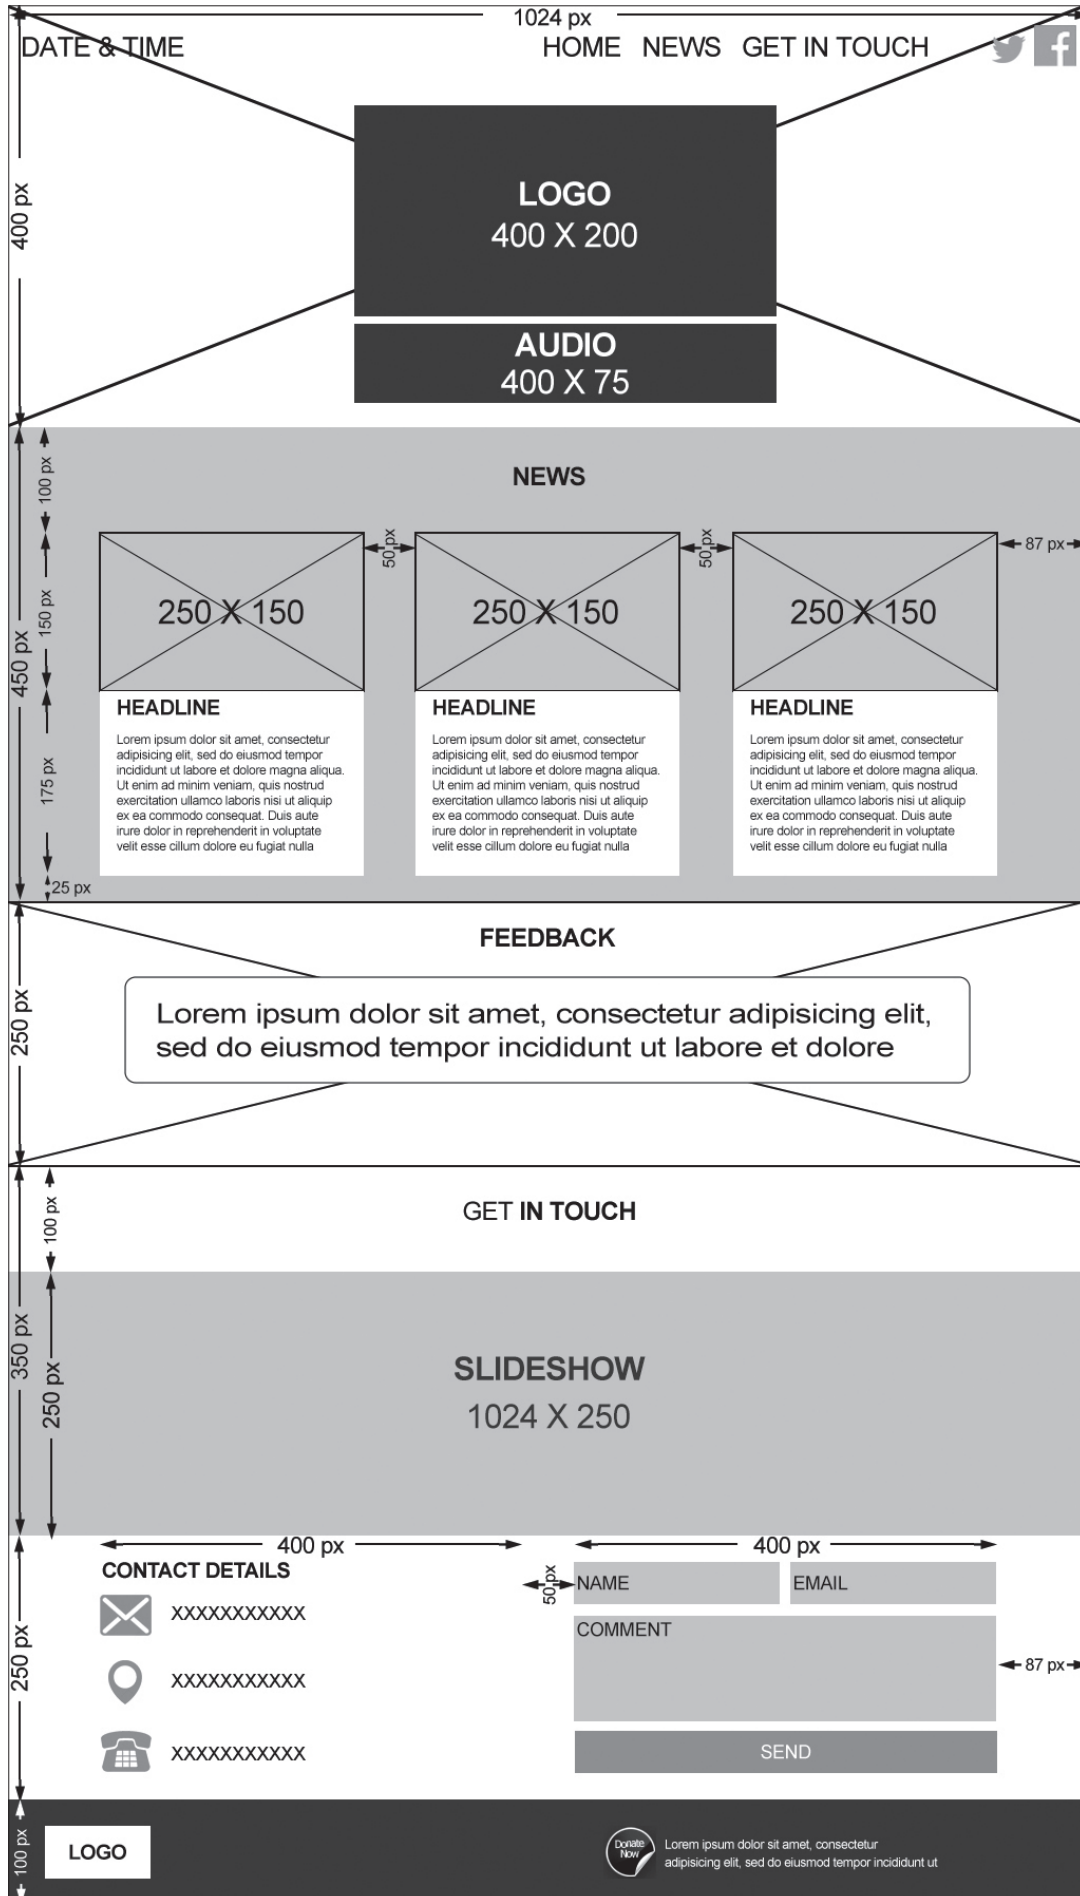 1024 px
DATE & TIME
HOME NEWS GET IN TOUCH
400 px
LOGO
400 X 200
AUDIO
400 X 75
450 px
100 px
NEWS
50 px
50 px
87 px
150 px
250 X 150
250 X 150
250 X 150
175 px
HEADLINE
Lorem ipsum dolor sit amet, consectetur
adipisicing elit, sed do eiusmod tempor
incididunt ut labore et dolore magna aliqua.
Ut enim ad minim veniam, quis nostrud
exercitation ullamco laboris nisi ut aliquip
ex ea commodo consequat. Duis aute
irure dolor in reprehenderit in voluptate
velit esse cillum dolore eu fugiat nulla
HEADLINE
Lorem ipsum dolor sit amet, consectetur
adipisicing elit, sed do eiusmod tempor
incididunt ut labore et dolore magna aliqua.
Ut enim ad minim veniam, quis nostrud
exercitation ullamco laboris nisi ut aliquip
ex ea commodo consequat. Duis aute
irure dolor in reprehenderit in voluptate
velit esse cillum dolore eu fugiat nulla
HEADLINE
Lorem ipsum dolor sit amet, consectetur
adipisicing elit, sed do eiusmod tempor
incididunt ut labore et dolore magna aliqua.
Ut enim ad minim veniam, quis nostrud
exercitation ullamco laboris nisi ut aliquip
ex ea commodo consequat. Duis aute
irure dolor in reprehenderit in voluptate
velit esse cillum dolore eu fugiat nulla
25 px
250 px
FEEDBACK
Lorem ipsum dolor sit amet, consectetur adipisicing elit,
sed do eiusmod tempor incididunt ut labore et dolore
350 px
100 px
GET IN TOUCH
250 px
SLIDESHOW
1024 X 250
250 px
400 px
400 px
CONTACT DETAILS
XXXXXXXXXXX
XXXXXXXXXXX
XXXXXXXXXXX
50 px
NAME
EMAIL
COMMENT
87 px
SEND
100 px
LOGO
Donate
Now
Lorem ipsum dolor sit amet, consectetur
adipisicing elit, sed do eiusmod tempor incididunt ut